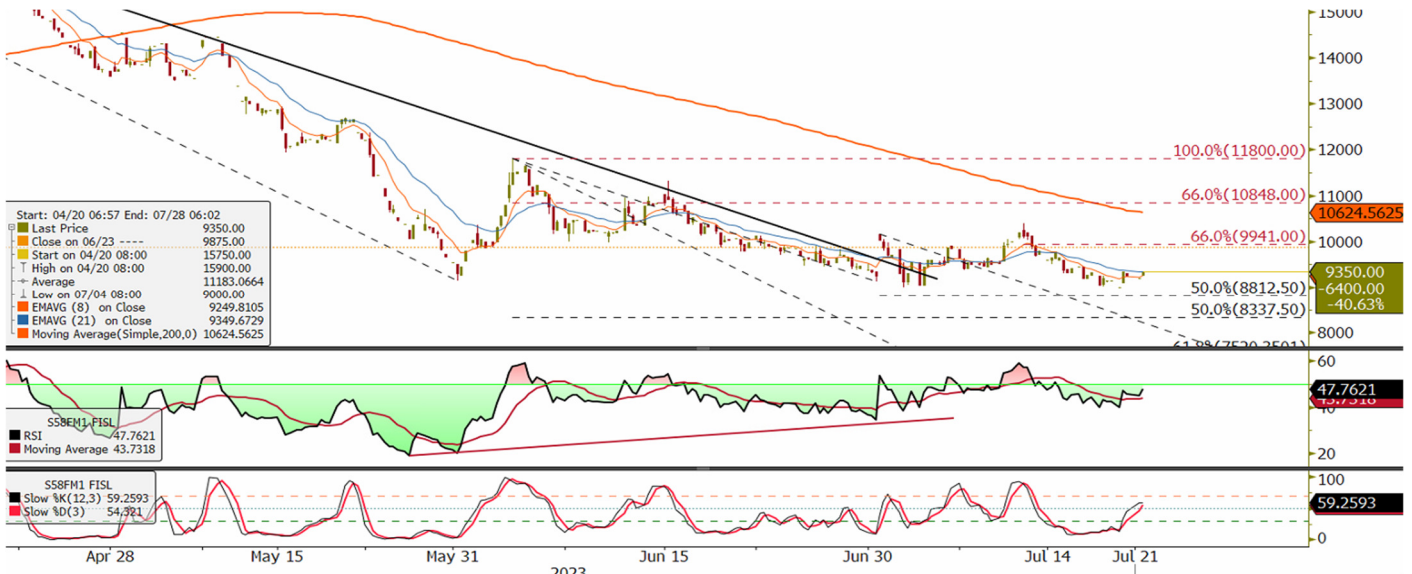 15000
14000
13000
12000
11000
10000
8000
100.0%(11800.00)
66.0%(10848.00)
10624.5625
66.0%(9941.00)
9350.00
-6400.00
-40.63%
50.0%(8812.50)
50.0%(8337.50)
Start: 04/20 06:57 End: 07/28 06:02
Last Price 9350.00
Close on 06/23 ---- 9875.00
Start on 04/20 08:00 15750.00
High on 04/20 08:00 15900.00
Average 11183.0664
Low on 07/04 08:00 9000.00
EMAVG (8) on Close 9249.8105
EMAVG (21) on Close 9349.6729
Moving Average(Simple,200,0) 10624.5625
60
47.7621
43.7318
40
20
FISL
RSI 47.7621
Moving Average 43.7318
100
59.2593
0
S58FM1 FISL
Slow %K(12,3) 59.2593
Slow %D(3) 54.321
Apr 28
May 15
May 31
Jun 15
Jun 30
Jul 14
Jul 21
2023